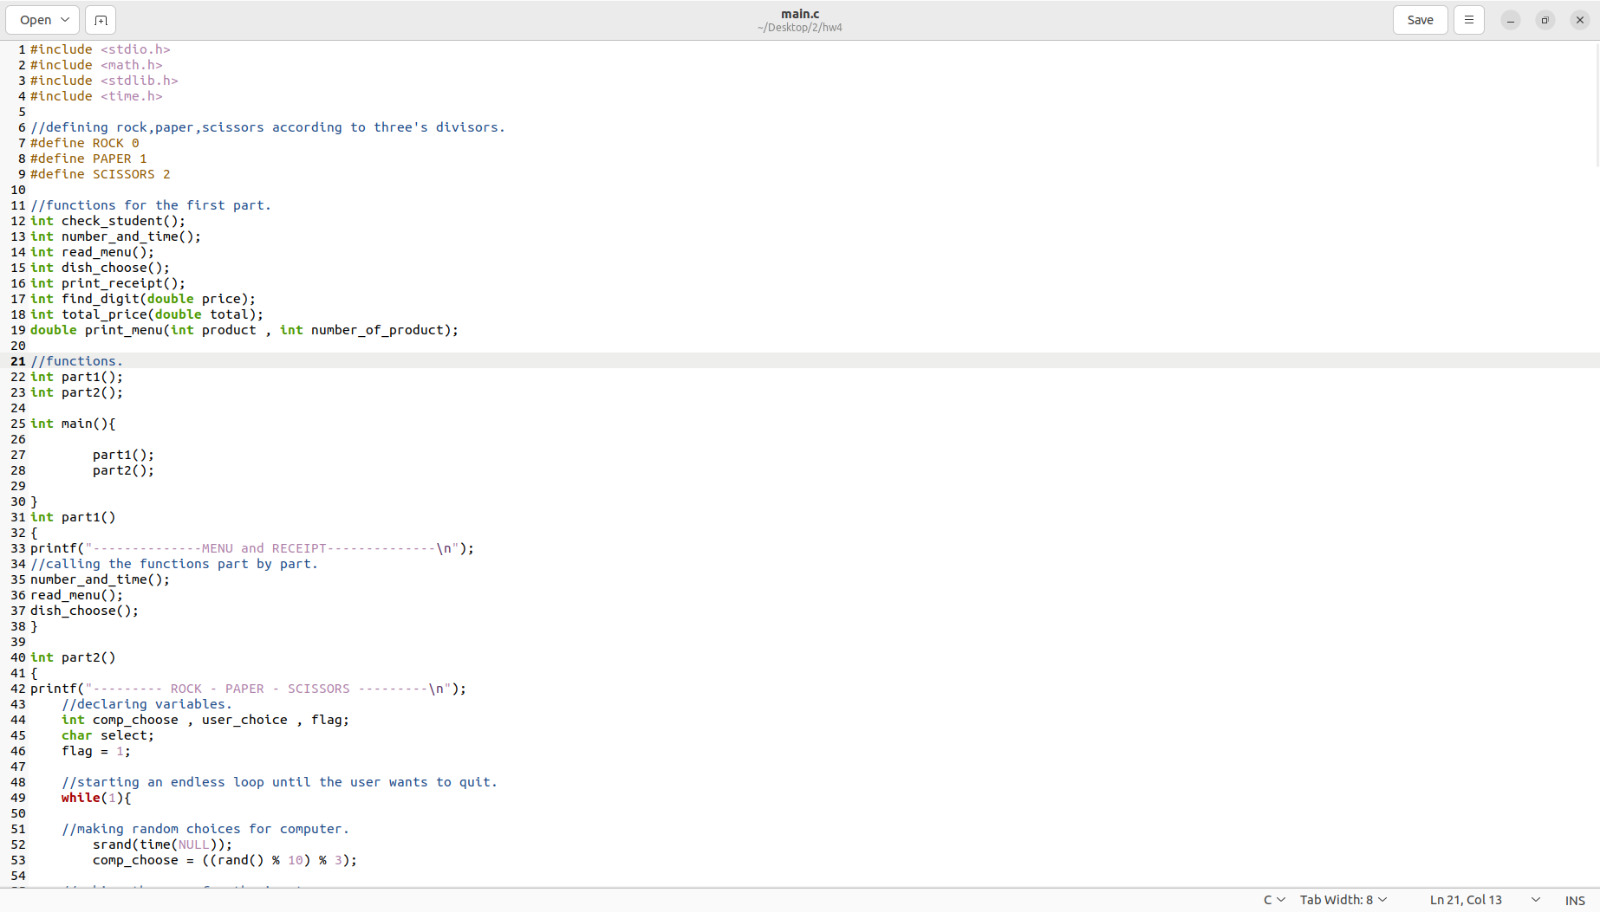 Open
main.c
~/Desktop/2/hw4
Save
1 #include <stdio.h>
2 #include <math.h>
3 #include <stdlib.h>
4 #include <time.h>
5
6 //defining rock,paper,scissors according to three's divisors.
7 #define ROCK 0
8 #define PAPER 1
9 #define SCISSORS 2
10
11 //functions for the first part.
12 int check_student();
13 int number_and_time();
14 int read_menu();
15 int dish_choose();
16 int print_receipt();
17 int find_digit(double price);
18 int total_price(double total);
19 double print_menu(int product , int number_of_product);
20
21 //functions.
22 int part1();
23 int part2();
24
25 int main(){
26
27         part1();
28         part2();
29
30 }
31 int part1()
32 {
33 printf("--------------MENU and RECEIPT--------------\n");
34 //calling the functions part by part.
35 number_and_time();
36 read_menu();
37 dish_choose();
38 }
39
40 int part2()
41 {
42 printf("--------- ROCK - PAPER - SCISSORS ---------\n");
43     //declaring variables.
44     int comp_choose , user_choice , flag;
45     char select;
46     flag = 1;
47
48     //starting an endless loop until the user wants to quit.
49     while(1){
50
51     //making random choices for computer.
52         srand(time(NULL));
53         comp_choose = ((rand() % 10) % 3);
54
C
Tab Width: 8
Ln 21, Col 13
INS